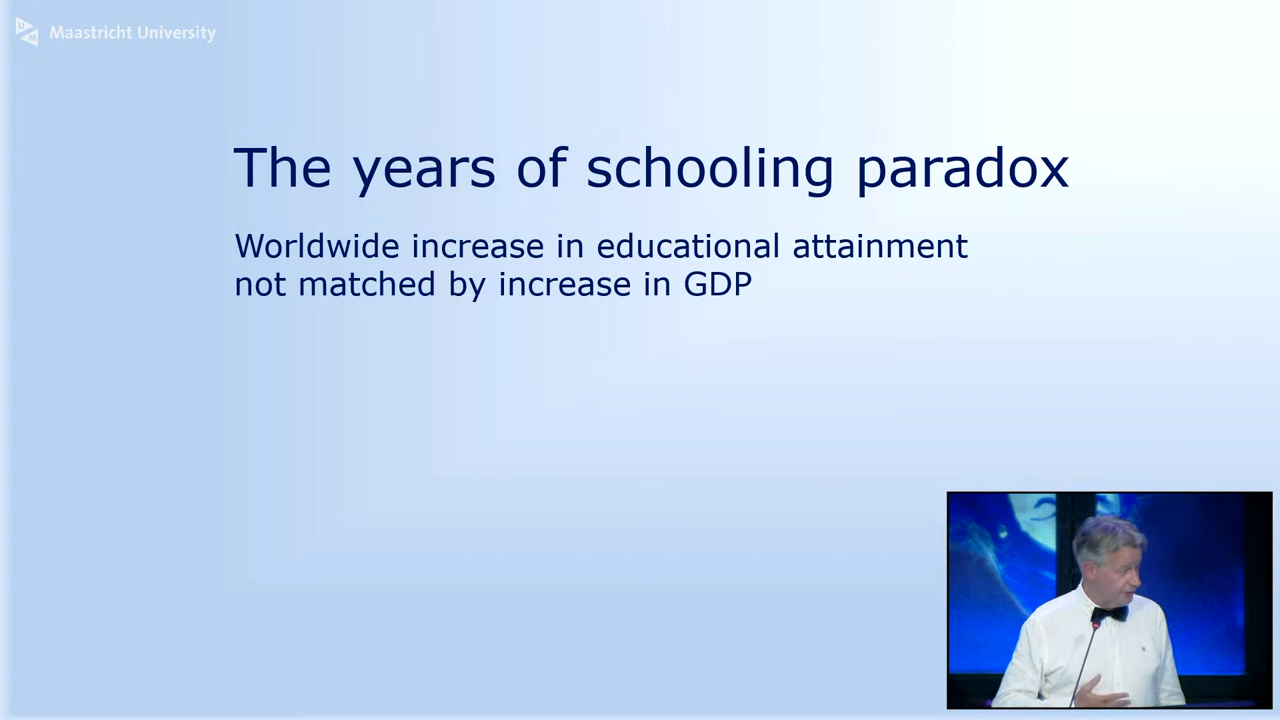 Maastricht University
The years of schooling paradox
Worldwide increase in educational attainment
not matched by increase in GDP